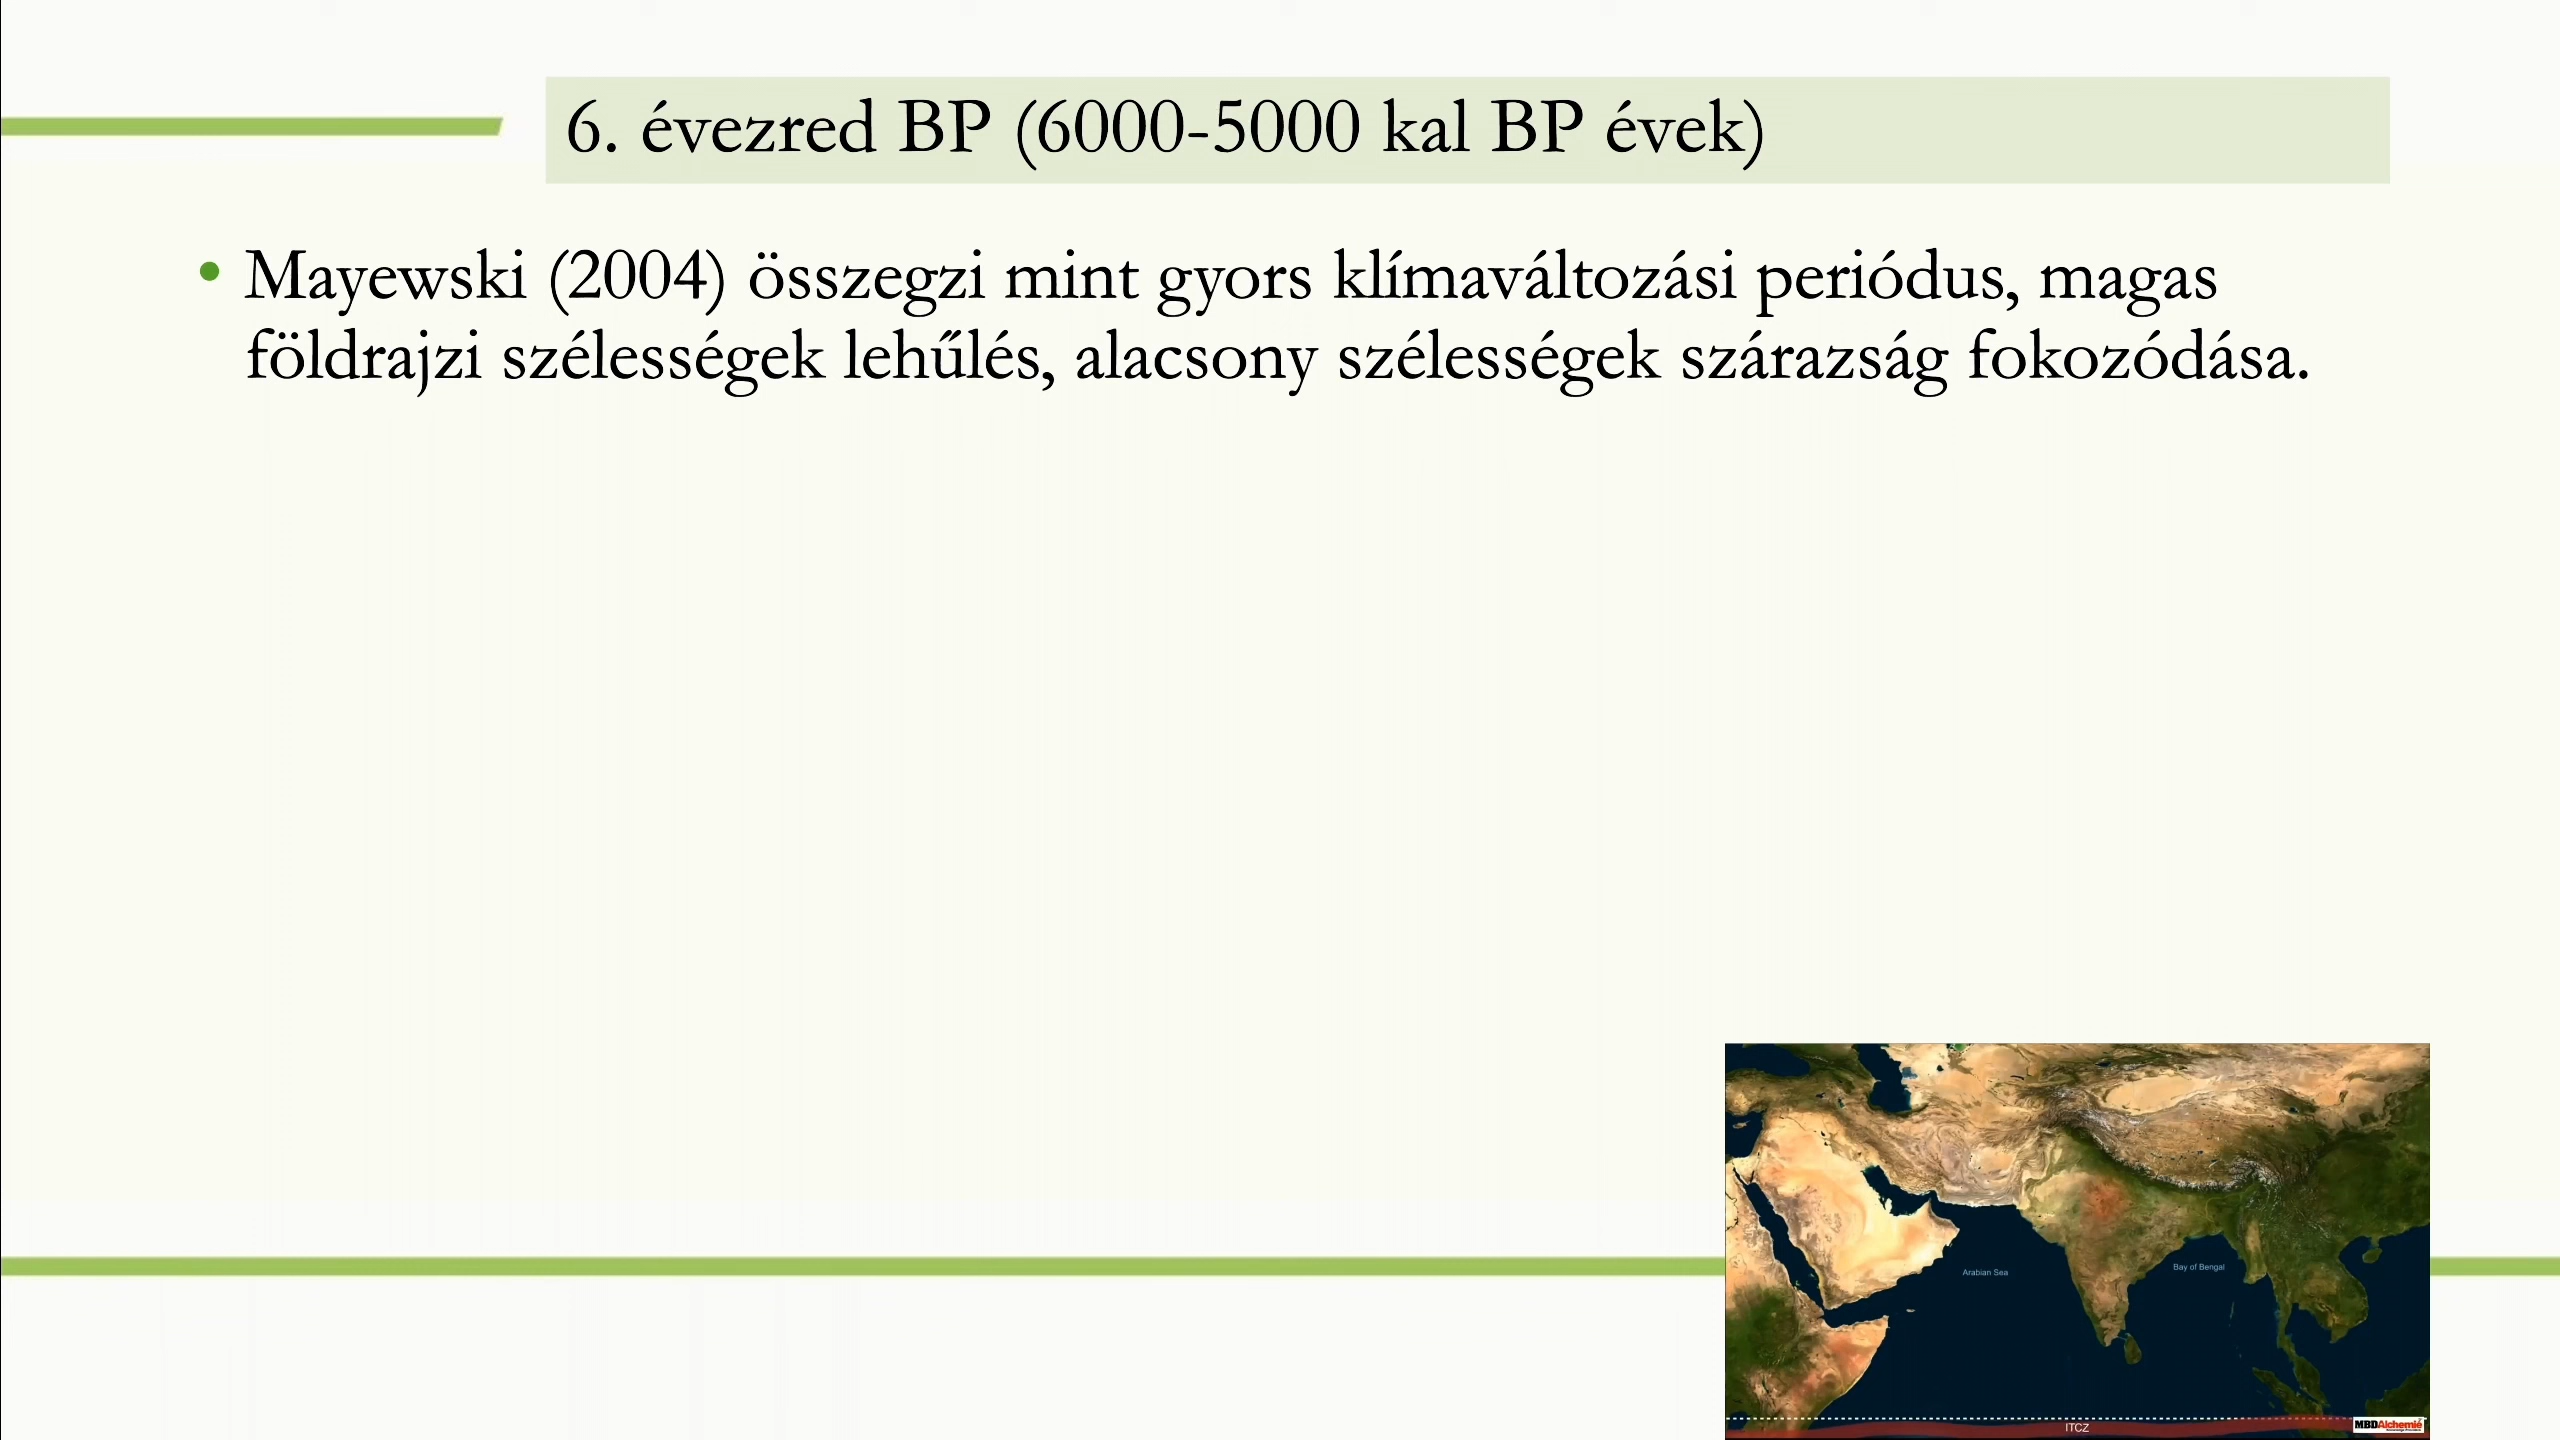 6. évezred BP (6000-5000 kal BP évek)
• Mayewski (2004) összegzi mint gyors klímaváltozási periódus, magas
földrajzi szélességek lehűlés, alacsony szélességek szárazság fokozódása.
Arabian Sea
Bay of Bengal
ITCZ
MBDAlchemie